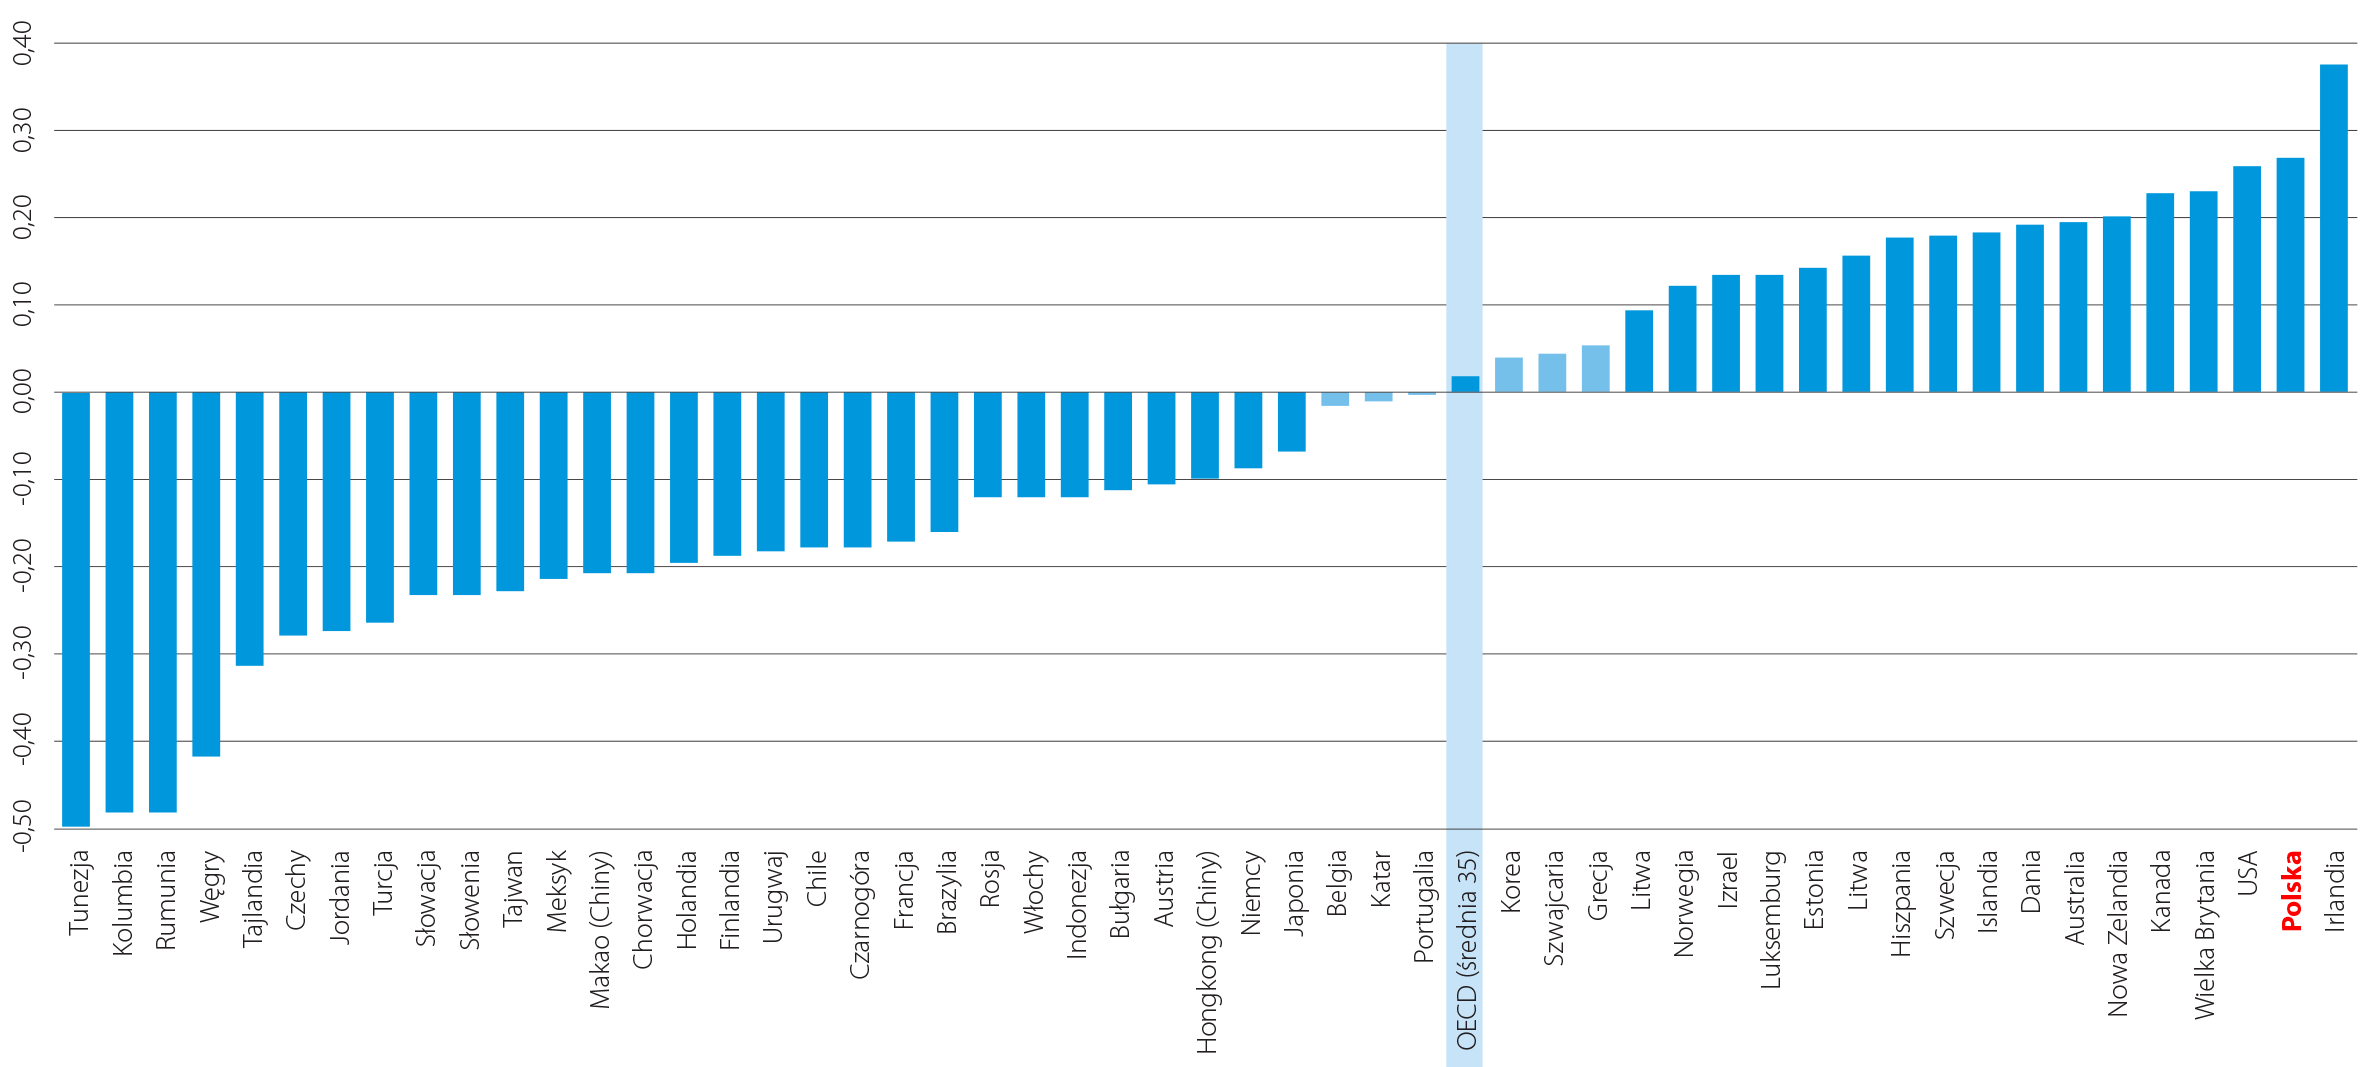 0,40
0,30
0,20
0,10
0,00
-0,10
-0,20
-0,30
-0,40
-0,50
Tunezja
Kolumbia
Rumunia
Węgry
Tajlandia
Czechy
Jordania
Turcja
Słowacja
Słowenia
Tajwan
Meksyk
Makao (Chiny)
Chorwacja
Holandia
Finlandia
Urugwaj
Chile
Czarnogóra
Francja
Brazylia
Rosja
Włochy
Indonezja
Bułgaria
Austria
Hongkong (Chiny)
Niemcy
Japonia
Belgia
Katar
Portugalia
OECD (średnia 35)
Korea
Szwajcaria
Grecja
Litwa
Norwegia
Izrael
Luksemburg
Estonia
Litwa
Hiszpania
Szwecja
Islandia
Dania
Australia
Nowa Zelandia
Kanada
Wielka Brytania
USA
Polska
Irlandia